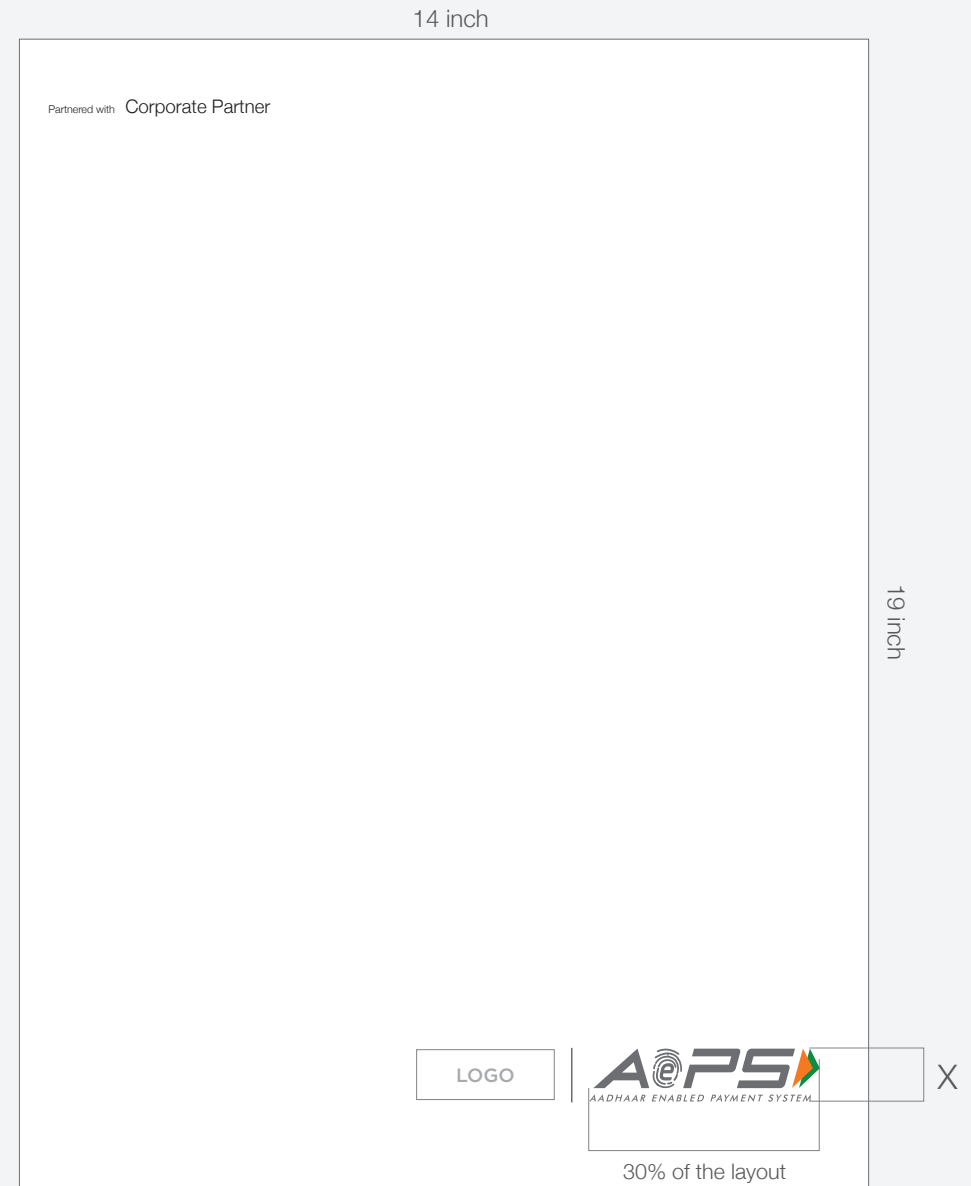 14 inch
Partnered with Corporate Partner
19 inch
LOGO
AePS
AADHAAR ENABLED PAYMENT SYSTEM
X
30% of the layout